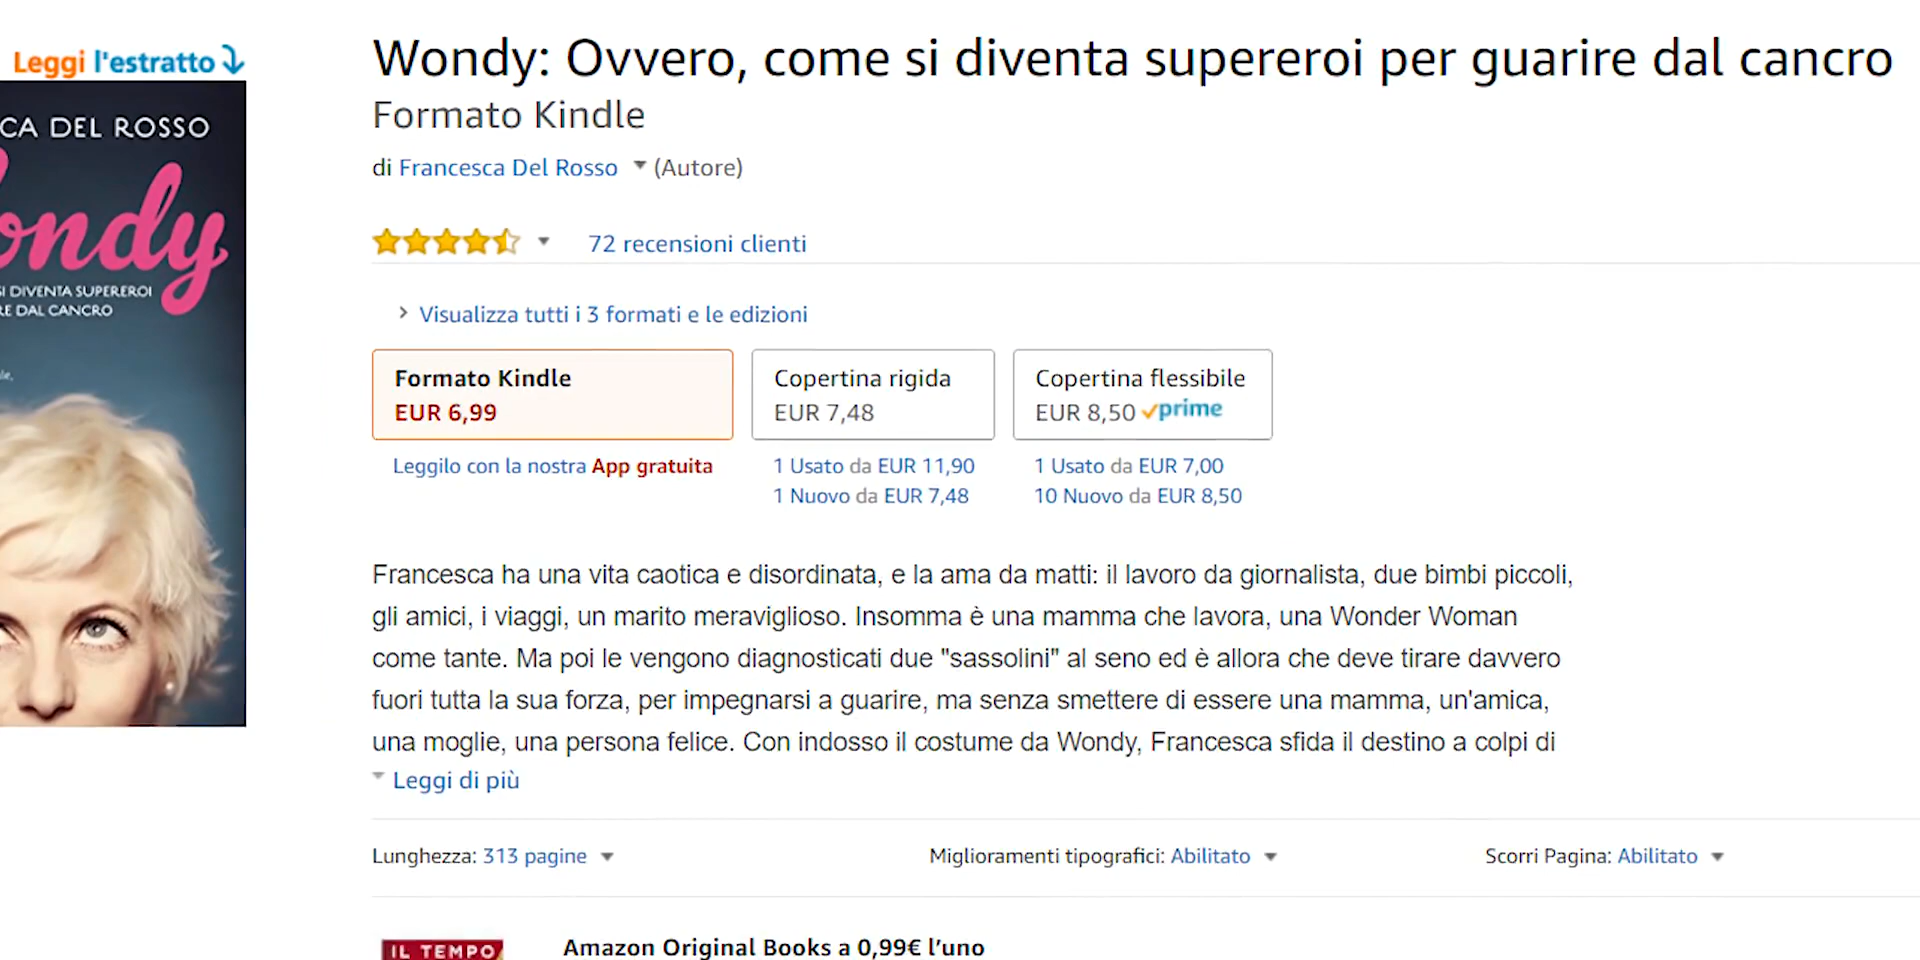 Leggi l'estratto
CA DEL ROSSO
ondy
SI DIVENTA SUPEREROI
RE DAL CANCRO
Wondy: Ovvero, come si diventa supereroi per guarire dal cancro
Formato Kindle
di Francesca Del Rosso (Autore)
72 recensioni clienti
Visualizza tutti i 3 formati e le edizioni
Formato Kindle
EUR 6,99
Leggilo con la nostra App gratuita
Copertina rigida
EUR 7,48
1 Usato da EUR 11,90
1 Nuovo da EUR 7,48
Copertina flessibile
EUR 8,50 prime
1 Usato da EUR 7,00
10 Nuovo da EUR 8,50
Francesca ha una vita caotica e disordinata, e la ama da matti: il lavoro da giornalista, due bimbi piccoli,
gli amici, i viaggi, un marito meraviglioso. Insomma è una mamma che lavora, una Wonder Woman
come tante. Ma poi le vengono diagnosticati due "sassolini" al seno ed è allora che deve tirare davvero
fuori tutta la sua forza, per impegnarsi a guarire, ma senza smettere di essere una mamma, un'amica,
una moglie, una persona felice. Con indosso il costume da Wondy, Francesca sfida il destino a colpi di
Leggi di più
Lunghezza: 313 pagine
Miglioramenti tipografici: Abilitato
Scorri Pagina: Abilitato
IL TEMPO
Amazon Original Books a 0,99€ l’uno